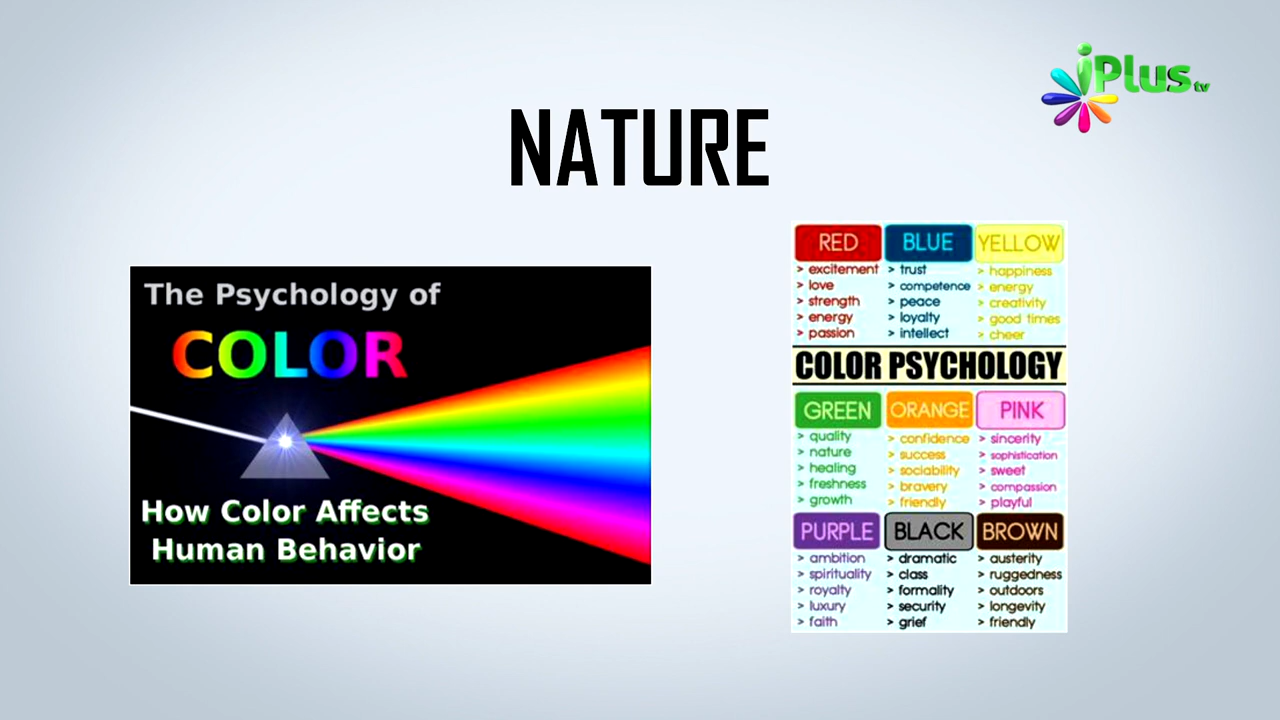 iPlus tv
NATURE
The Psychology of
COLOR
How Color Affects
Human Behavior
RED
> excitement
> love
> strength
> energy
> passion
BLUE
> trust
> competence
> peace
> loyalty
> intellect
YELLOW
> happiness
> energy
> creativity
> good times
> cheer
COLOR PSYCHOLOGY
GREEN
> quality
> nature
> healing
> freshness
> growth
ORANGE
> confidence
> success
> sociability
> bravery
> friendly
PINK
> sincerity
> sophistication
> sweet
> compassion
> playful
PURPLE
> ambition
> spirituality
> royalty
> luxury
> faith
BLACK
> dramatic
> class
> formality
> security
> grief
BROWN
> austerity
> ruggedness
> outdoors
> longevity
> friendly